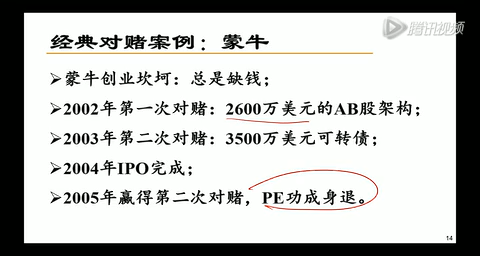 腾讯视频
经典对赌案例：蒙牛
➢蒙牛创业坎坷：总是缺钱；
➢2002年第一次对赌：2600万美元的AB股架构；
➢2003年第二次对赌：3500万美元可转债；
➢2004年IPO完成；
➢2005年赢得第二次对赌，PE功成身退。
14